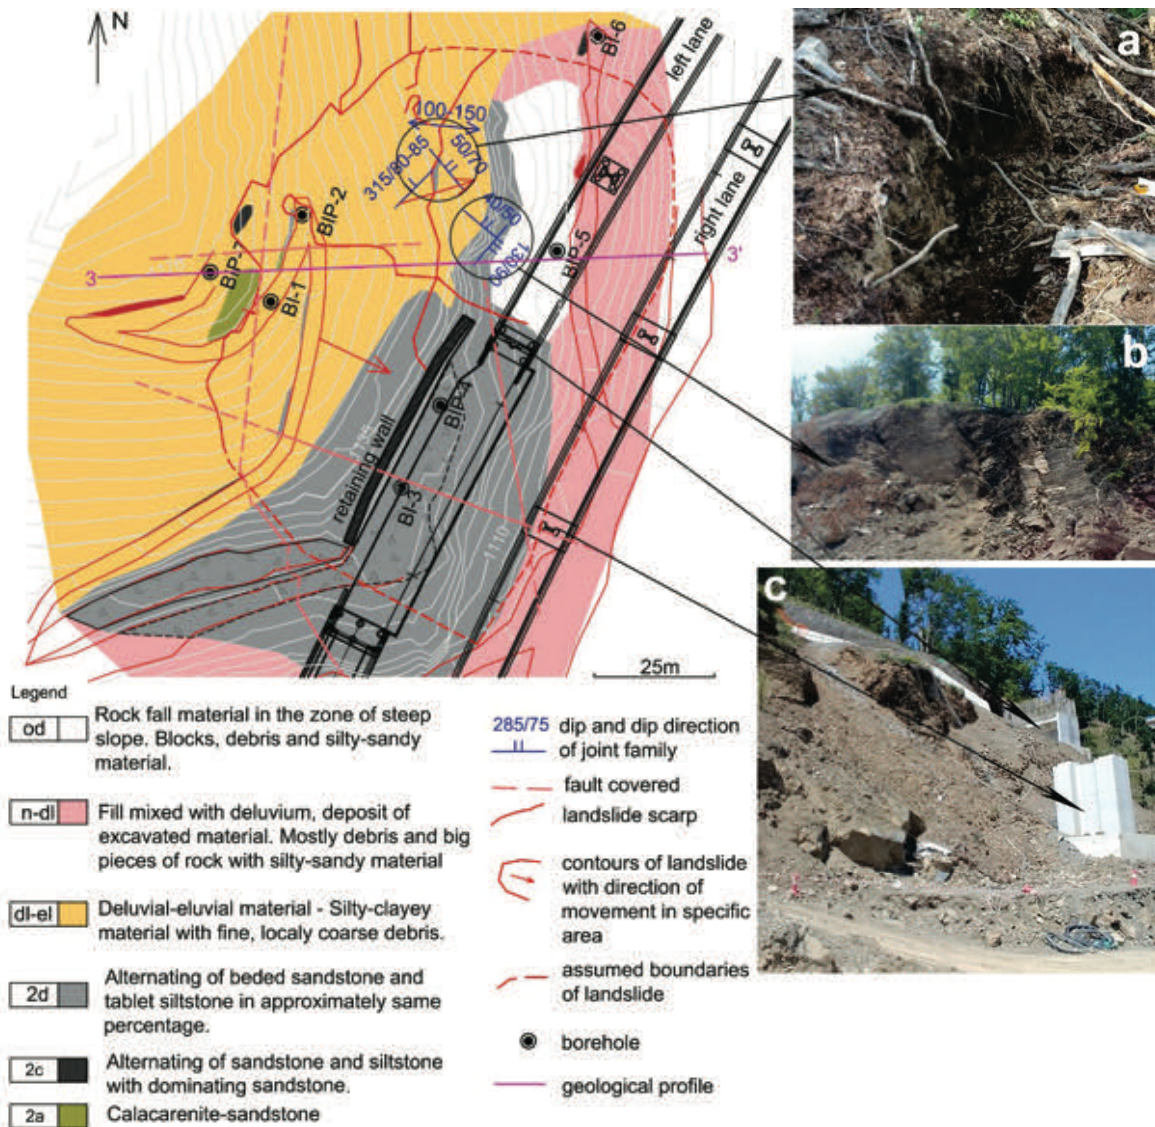 N
BI-6
left lane
a
100-150
315/80-85
50/70
BIP-2
40/50
right lane
BIP-5
3
3'
BIP-7
BI-1
b
BIP-4
retaining wall
BI-3
1110
c
25m
Legend
od
Rock fall material in the zone of steep
slope. Blocks, debris and silty-sandy
material.
n-dl
Fill mixed with deluvium, deposit of
excavated material. Mostly debris and big
pieces of rock with silty-sandy material
dl-el
Deluvial-eluvial material - Silty-clayey
material with fine, localy coarse debris.
2d
Alternating of beded sandstone and
tablet siltstone in approximately same
percentage.
2c
Alternating of sandstone and siltstone
with dominating sandstone.
2a
Calacarenite-sandstone
285/75
dip and dip direction
of joint family
fault covered
landslide scarp
contours of landslide
with direction of
movement in specific
area
assumed boundaries
of landslide
borehole
geological profile